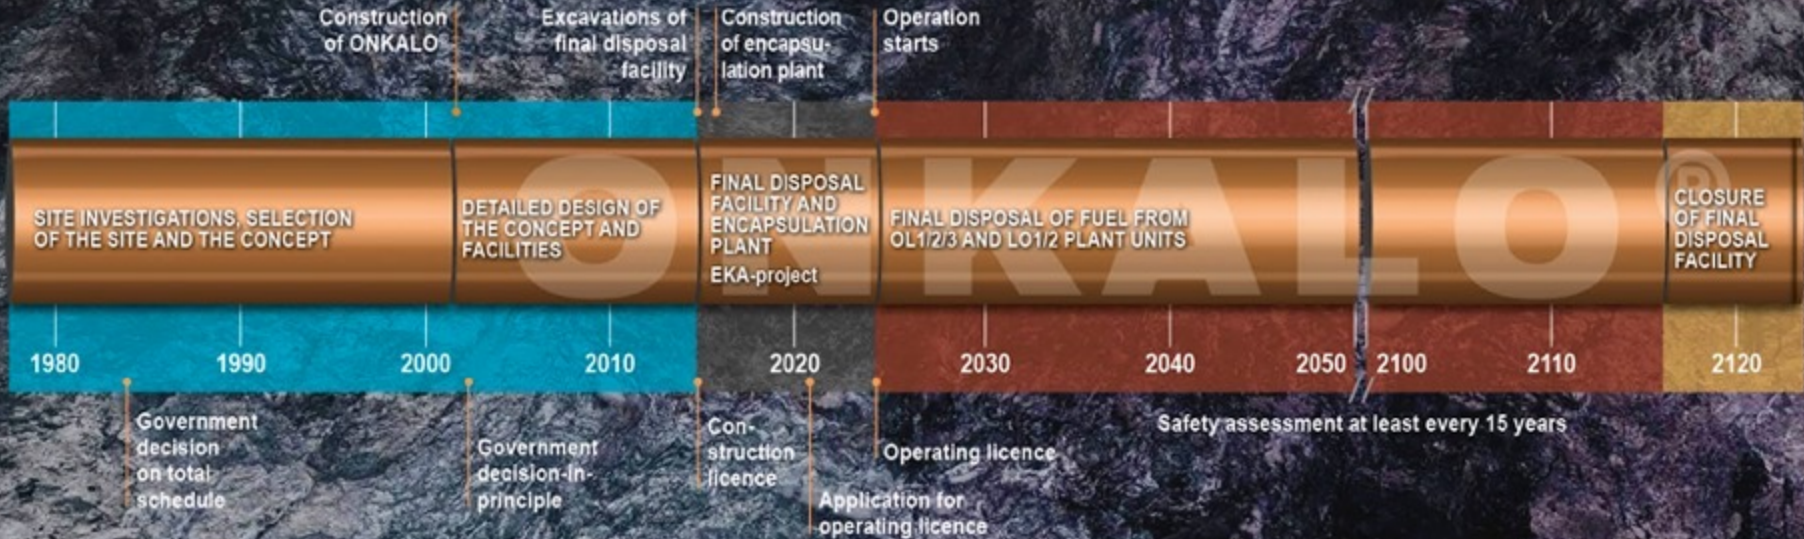 Construction
of ONKALO
Excavations of
final disposal
facility
Construction
of encapsu-
lation plant
Operation
starts
ONKALO®
SITE INVESTIGATIONS, SELECTION
OF THE SITE AND THE CONCEPT
DETAILED DESIGN OF
THE CONCEPT AND
FACILITIES
FINAL DISPOSAL
FACILITY AND
ENCAPSULATION
PLANT
EKA-project
FINAL DISPOSAL OF FUEL FROM
OL1/2/3 AND LO1/2 PLANT UNITS
CLOSURE
OF FINAL
DISPOSAL
FACILITY
1980 1990 2000 2010 2020 2030 2040 2050 2100 2110 2120
Government
decision
on total
schedule
Government
decision-in-
principle
Con-
struction
licence
Application for
operating licence
Operating licence
Safety assessment at least every 15 years